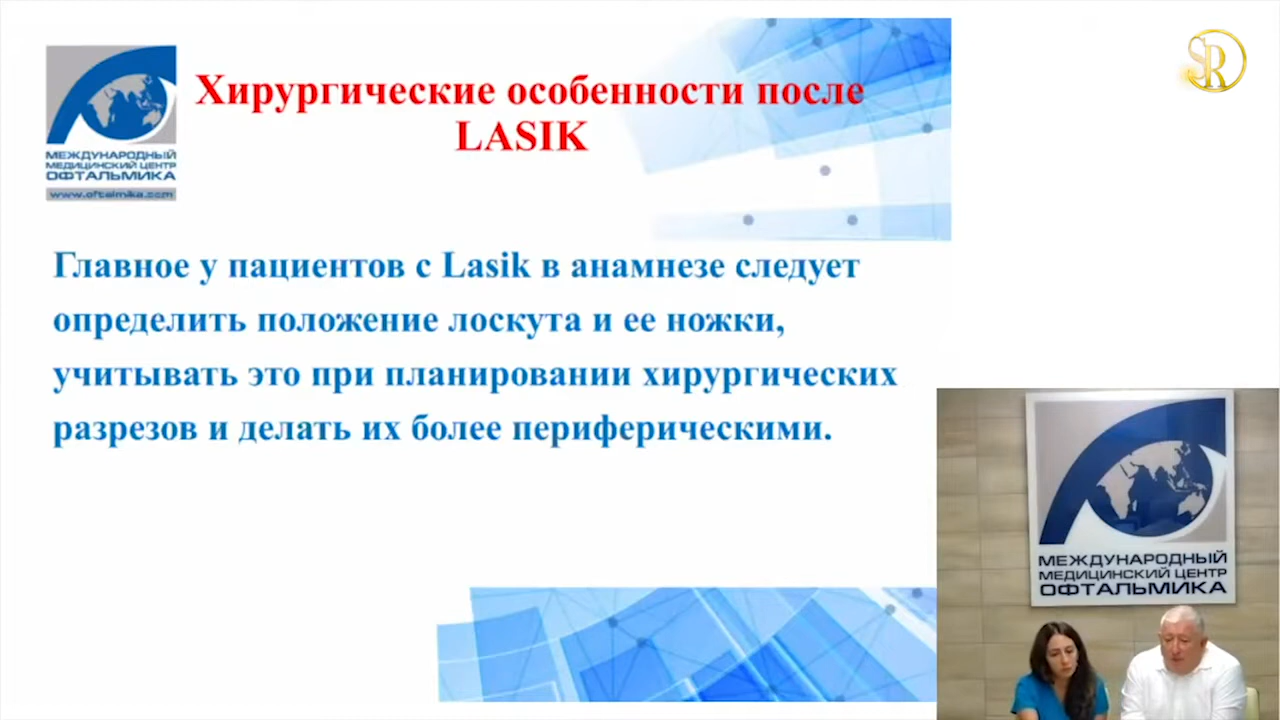 Хирургические особенности после
LASIK
МЕЖДУНАРОДНЫЙ
МЕДИЦИНСКИЙ ЦЕНТР
ОФТАЛЬМИКА
www.oftalmika.com
Главное у пациентов с Lasik в анамнезе следует
определить положение лоскута и ее ножки,
учитывать это при планировании хирургических
разрезов и делать их более периферическими.
SR
МЕЖДУНАРОДНЫЙ
МЕДИЦИНСКИЙ ЦЕНТР
ОФТАЛЬМИКА